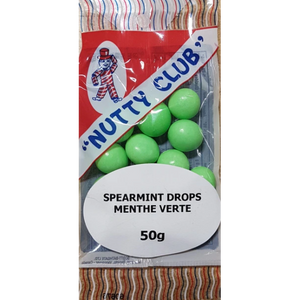 "NUTTY CLUB"
SPEARMINT DROPS
MENTHE VERTE
50g